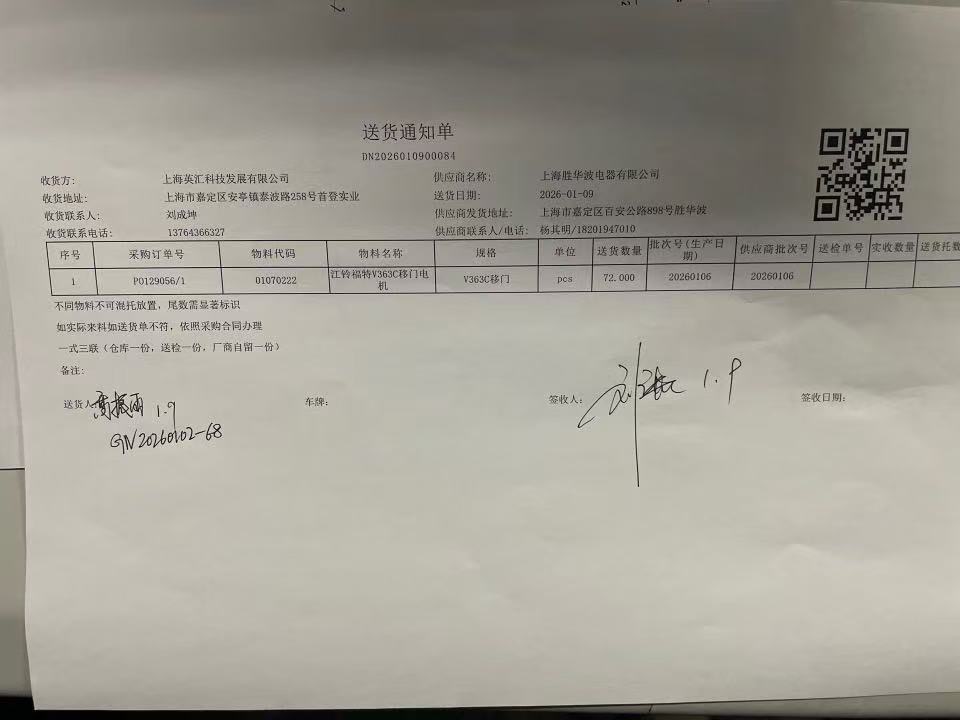 送货通知单
DN2026010900084
收货方: 上海英汇科技发展有限公司 供应商名称: 上海胜华波电器有限公司
收货地址: 上海市嘉定区安亭镇泰波路258号首登实业 送货日期: 2026-01-09
收货联系人: 刘成坤 供应商发货地址: 上海市嘉定区百安公路898号胜华波
收货联系电话: 13764366327 供应商联系人/电话: 杨其明/18201947010
序号 采购订单号 物料代码 物料名称 规格 单位 送货数量 批次号(生产日期) 供应商批次号 送检单号 实收数量 送货托数
1 PO129056/1 01070222 江铃福特V363C移门电机 V363C移门 pcs 72.000 20260106 20260106
不同物料不可混托放置，尾数需显著标识
如实际来料如送货单不符，依照采购合同办理
一式三联（仓库一份，送检一份，厂商自留一份）
备注:
送货人: 1.9 车牌: 签收人: 1.9 签收日期:
GN20260102-68